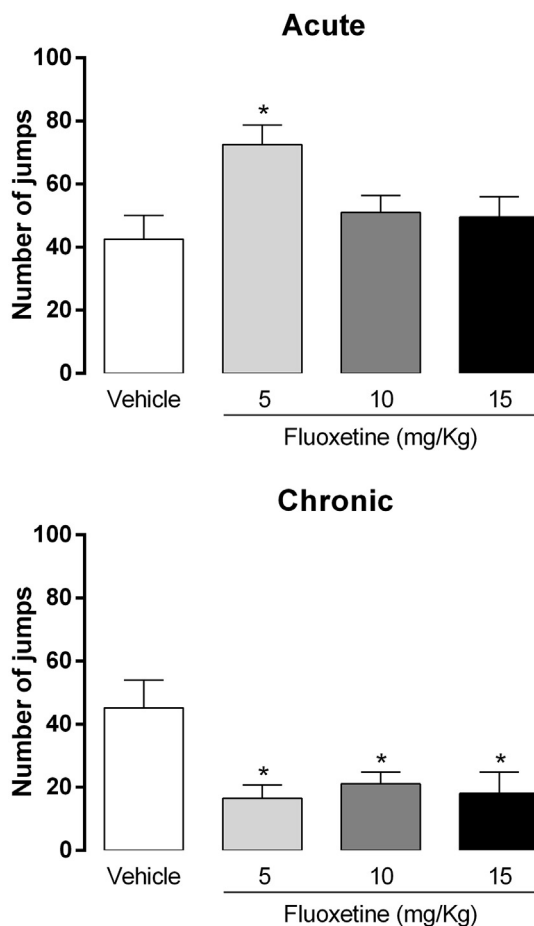 Acute
Number of jumps
100
80
60
40
20
0
*
Vehicle 5 10 15
Fluoxetine (mg/Kg)
Chronic
Number of jumps
100
80
60
40
20
0
* * *
Vehicle 5 10 15
Fluoxetine (mg/Kg)